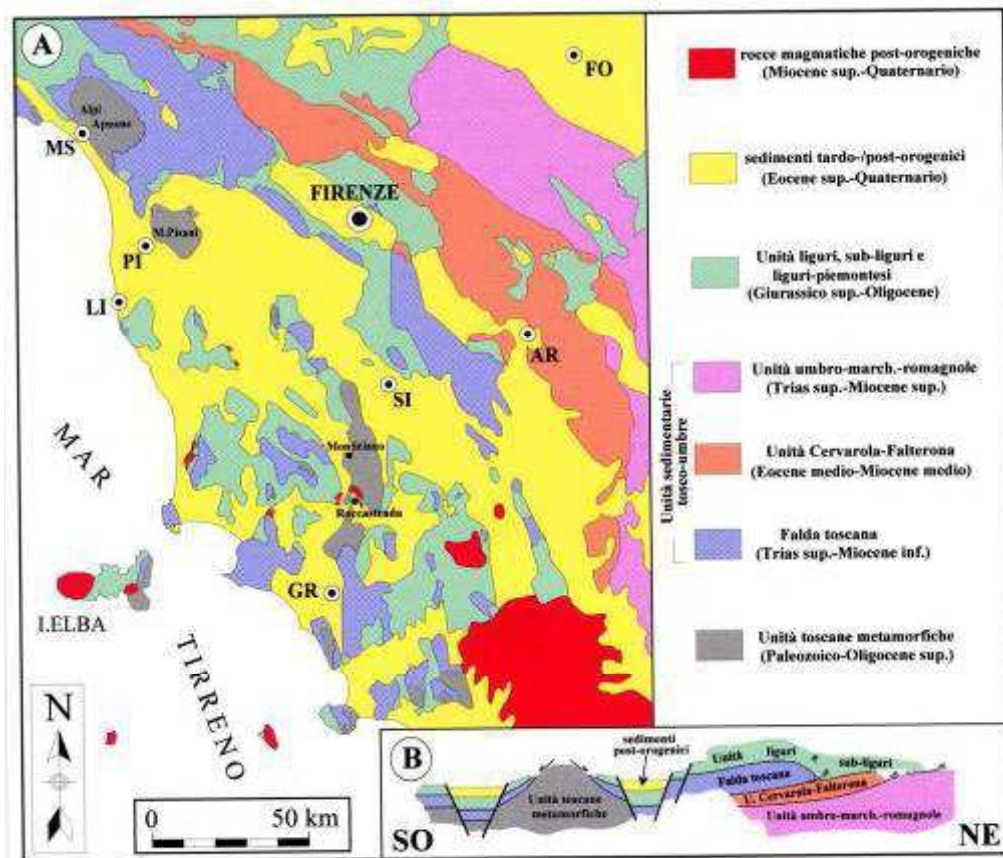 A
Alpi
Apuane
MS
FO
FIRENZE
M.Pisani
PI
LI
AR
SI
Monticiano
Roccastrada
GR
I.ELBA
MAR
TIRRENO
N
0 50 km
rocce magmatiche post-orogeniche
(Miocene sup.-Quaternario)
sedimenti tardo-/post-orogenici
(Eocene sup.-Quaternario)
Unità liguri, sub-liguri e
liguri-piemontesi
(Giurassico sup.-Oligocene)
Unità sedimentarie
tosco-umbre
Unità umbro-march.-romagnole
(Trias sup.-Miocene sup.)
Unità Cervarola-Falterona
(Eocene medio-Miocene medio)
Falda toscana
(Trias sup.-Miocene inf.)
Unità toscane metamorfiche
(Paleozoico-Oligocene sup.)
B
sedimenti
post-orogenici
Unità liguri e sub-liguri
Falda toscana
U. Cervarola-Falterona
Unità toscane
metamorfiche
Unità umbro-march.-romagnole
SO
NE